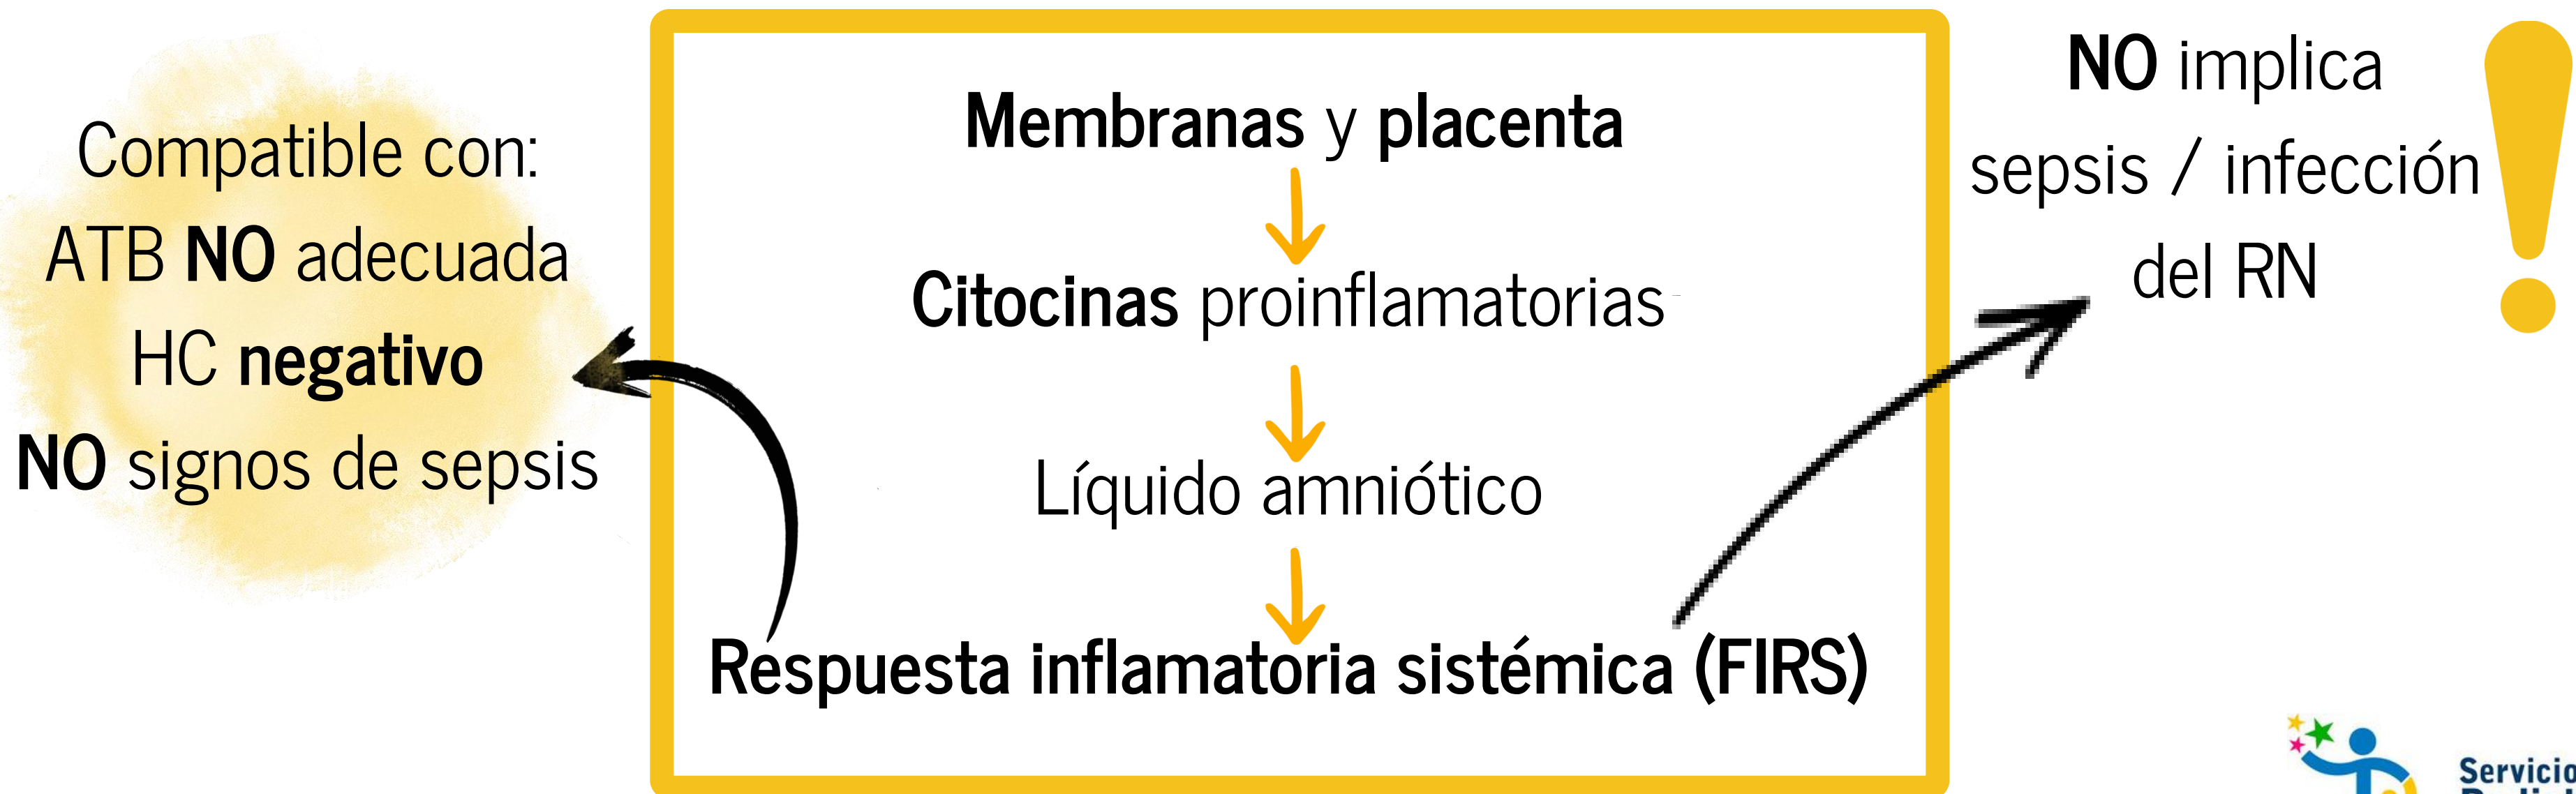 Compatible con:
ATB NO adecuada
HC negativo
NO signos de sepsis
Membranas y placenta
Citocinas proinflamatorias
Líquido amniótico
Respuesta inflamatoria sistémica (FIRS)
NO implica
sepsis / infección
del RN
Servicio